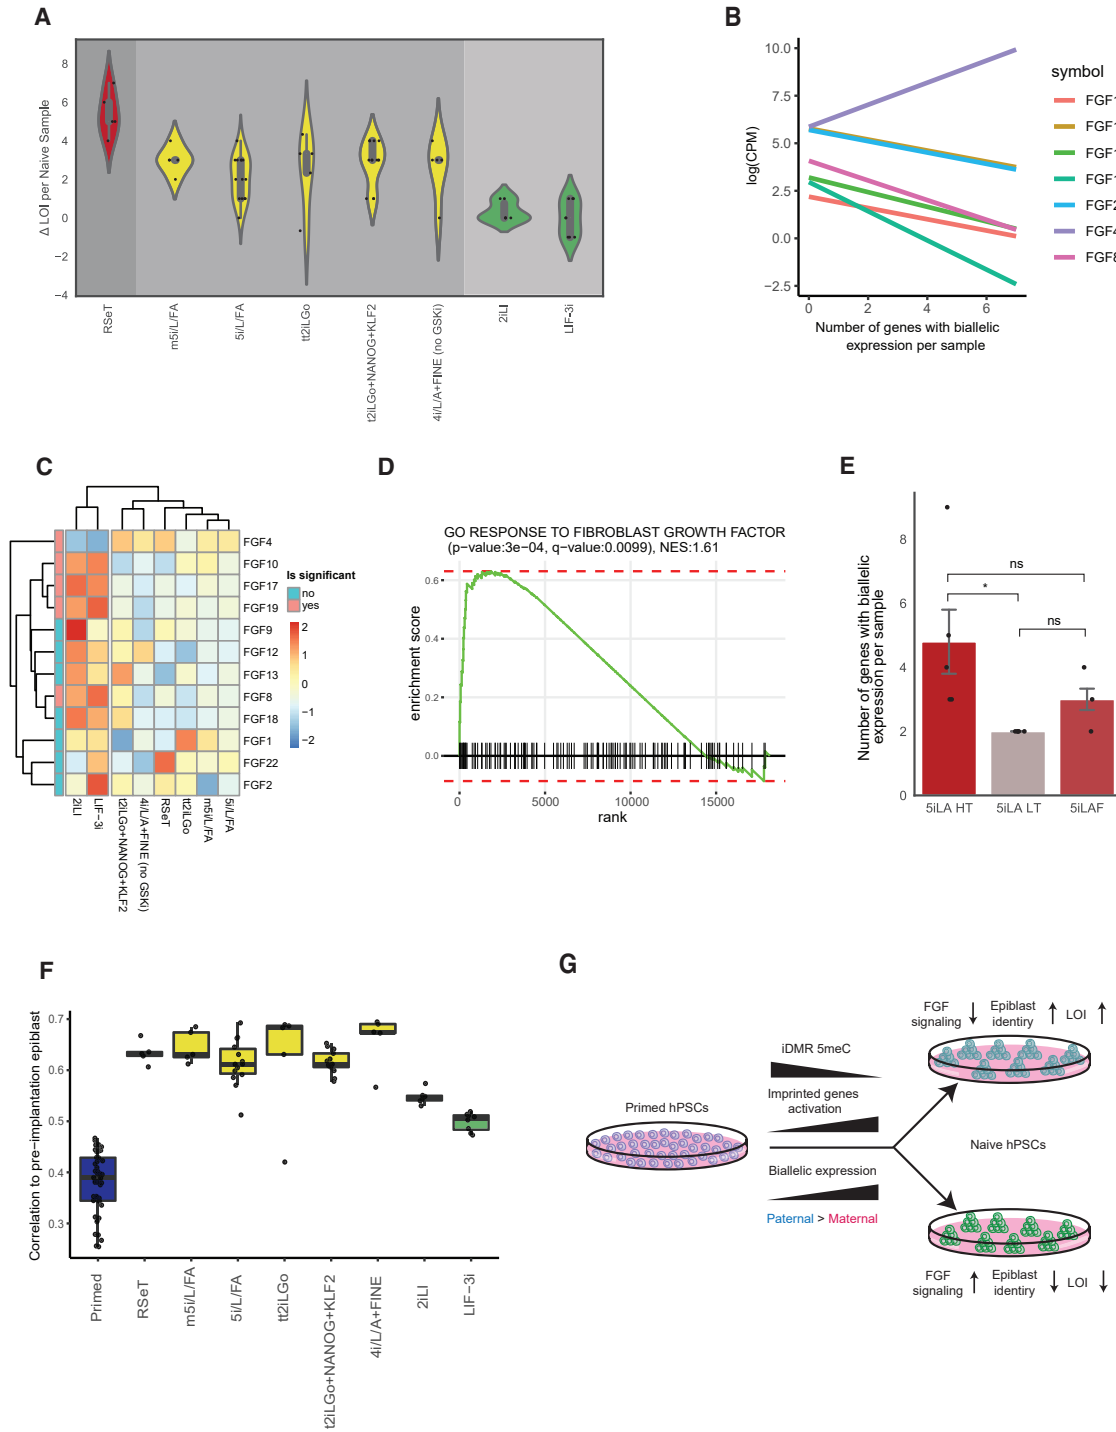 A
Δ LOI per Naive Sample
8
6
4
2
0
−2
−4
RSeT
m5i/L/FA
5i/L/FA
tt2iLGo
t2iLGo+NANOG+KLF2
4i/L/A+FINE (no GSKi)
2iLI
LIF-3i
B
log(CPM)
10.0
7.5
5.0
2.5
0.0
−2.5
0
2
4
6
Number of genes with biallelic
expression per sample
symbol
FGF
FGF
FGF
FGF
FGF2
FGF4
FGF8
C
FGF4
FGF10
FGF17
FGF19
FGF9
FGF12
FGF13
FGF8
FGF18
FGF1
FGF22
FGF2
2iLI
LIF−3i
t2iLGo+NANOG+KLF2
4i/L/A+FINE (no GSKi)
RSeT
tt2iLGo
m5i/L/FA
5i/L/FA
Is significant
no
yes
2
1
0
−1
−2
D
GO RESPONSE TO FIBROBLAST GROWTH FACTOR
(p−value:3e−04, q−value:0.0099), NES:1.61
enrichment score
0.6
0.4
0.2
0.0
0
5000
10000
15000
rank
E
Number of genes with biallelic
expression per sample
8
6
4
2
0
ns
*
ns
5iLA HT
5iLA LT
5iLAF
F
Correlation to pre−implantation epiblast
0.7
0.6
0.5
0.4
0.3
Primed
RSeT
m5i/L/FA
5i/L/FA
tt2iLGo
t2iLGo+NANOG+KLF2
4i/L/A+FINE
2iLI
LIF−3i
G
Primed hPSCs
iDMR 5meC
Imprinted genes
activation
Biallelic expression
Paternal > Maternal
FGF
signaling
Epiblast
identity
LOI
Naive hPSCs
FGF
signaling
Epiblast
identity
LOI